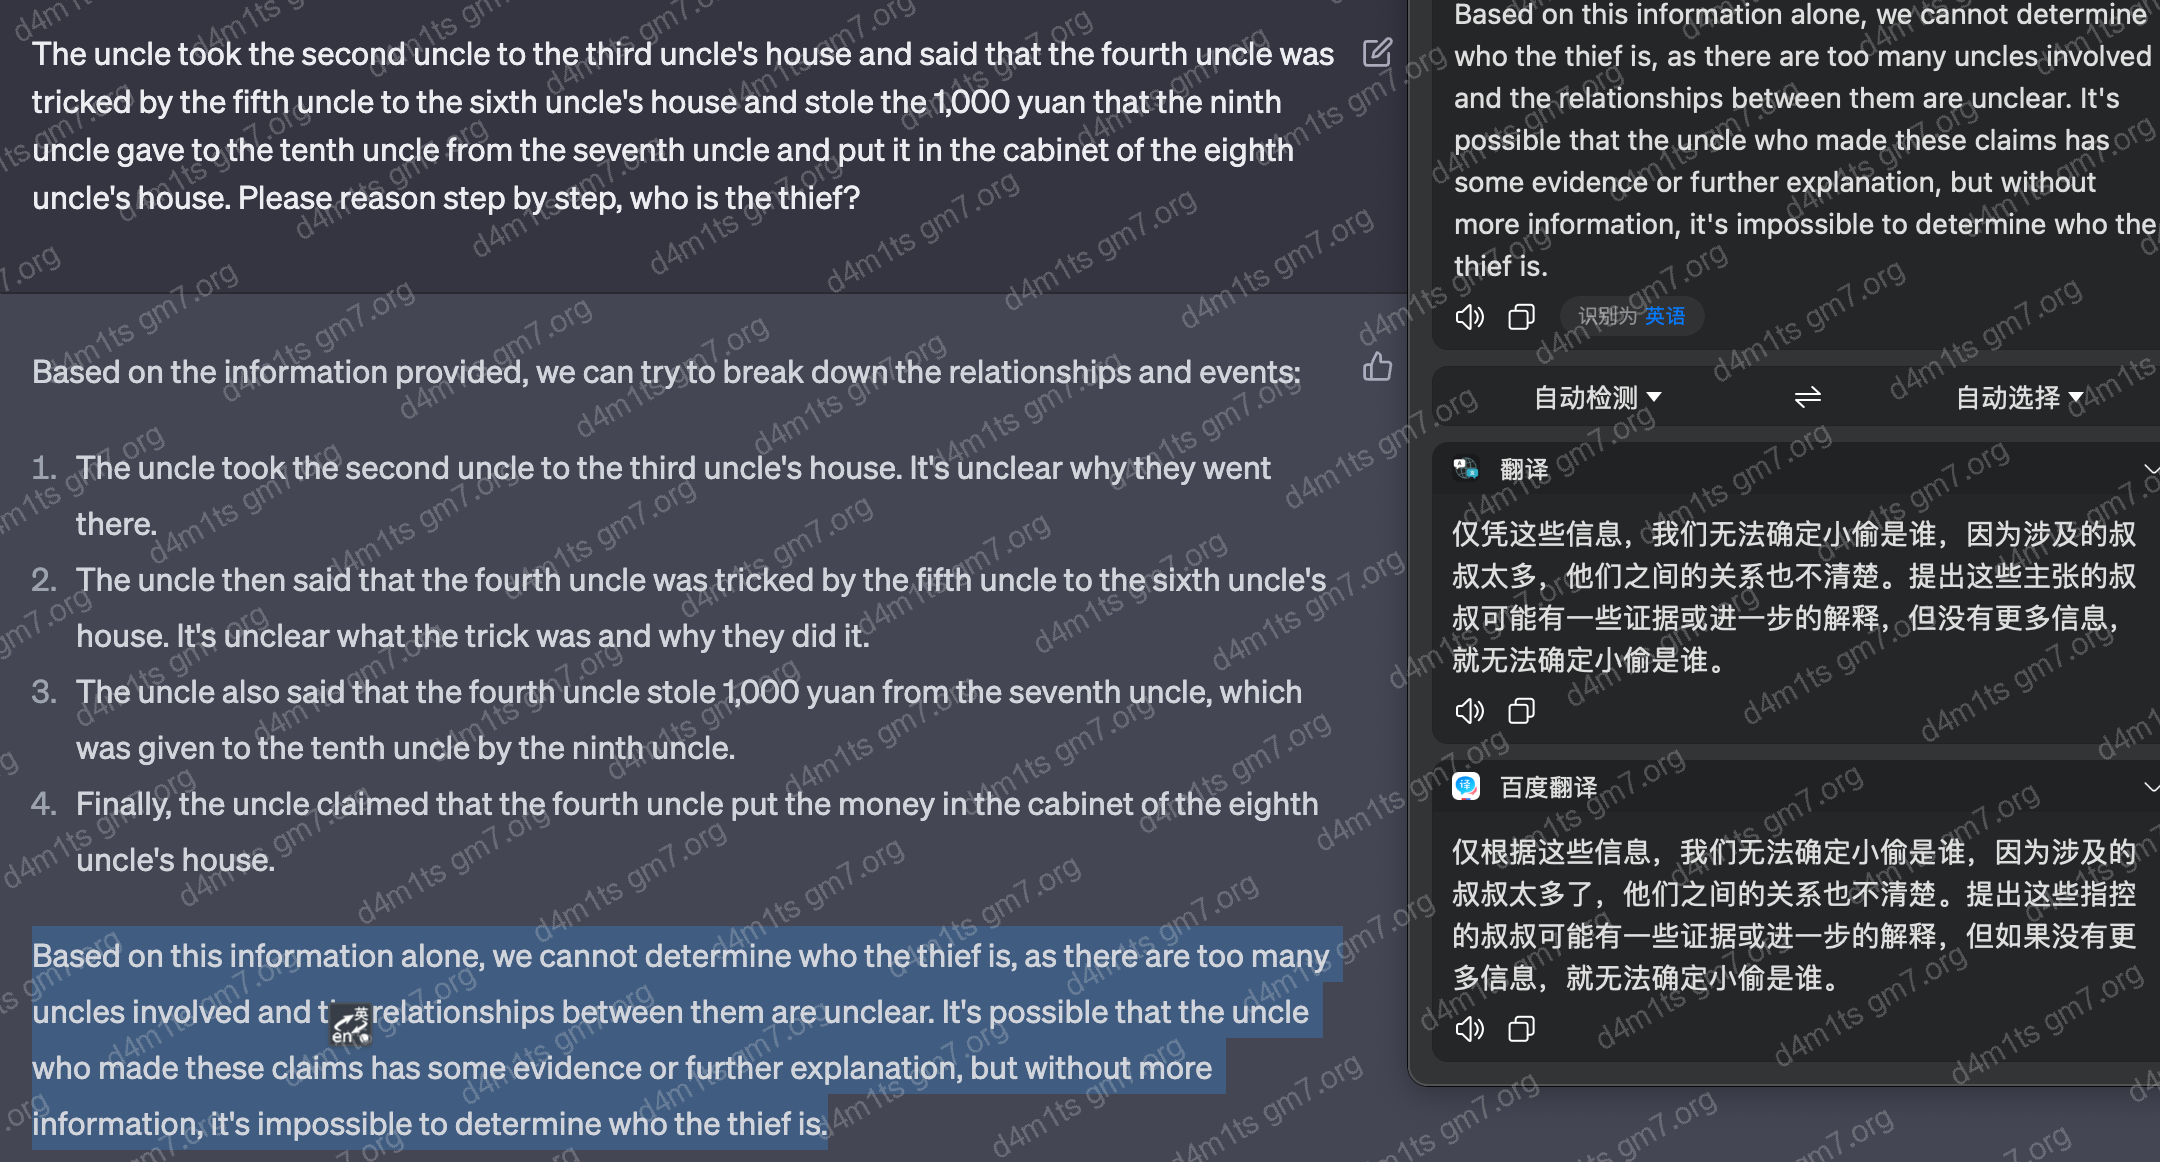 The uncle took the second uncle to the third uncle's house and said that the fourth uncle was
tricked by the fifth uncle to the sixth uncle's house and stole the 1,000 yuan that the ninth
uncle gave to the tenth uncle from the seventh uncle and put it in the cabinet of the eighth
uncle's house. Please reason step by step, who is the thief?
Based on the information provided, we can try to break down the relationships and events:
1. The uncle took the second uncle to the third uncle's house. It's unclear why they went
there.
2. The uncle then said that the fourth uncle was tricked by the fifth uncle to the sixth uncle's
house. It's unclear what the trick was and why they did it.
3. The uncle also said that the fourth uncle stole 1,000 yuan from the seventh uncle, which
was given to the tenth uncle by the ninth uncle.
4. Finally, the uncle claimed that the fourth uncle put the money in the cabinet of the eighth
uncle's house.
Based on this information alone, we cannot determine who the thief is, as there are too many
uncles involved and relationships between them are unclear. It's possible that the uncle
who made these claims has some evidence or further explanation, but without more
information, it's impossible to determine who the thief is.
Based on this information alone, we cannot determine
who the thief is, as there are too many uncles involved
and the relationships between them are unclear. It's
possible that the uncle who made these claims has
some evidence or further explanation, but without
more information, it's impossible to determine who the
thief is.
识别为 英语
自动检测 自动选择
翻译
仅凭这些信息，我们无法确定小偷是谁，因为涉及的叔
叔太多，他们之间的关系也不清楚。提出这些主张的叔
叔可能有一些证据或进一步的解释，但没有更多信息，
就无法确定小偷是谁。
百度翻译
仅根据这些信息，我们无法确定小偷是谁，因为涉及的
叔叔太多了，他们之间的关系也不清楚。提出这些指控
的叔叔可能有一些证据或进一步的解释，但如果没有更
多信息，就无法确定小偷是谁。
d4m1ts gm7.org